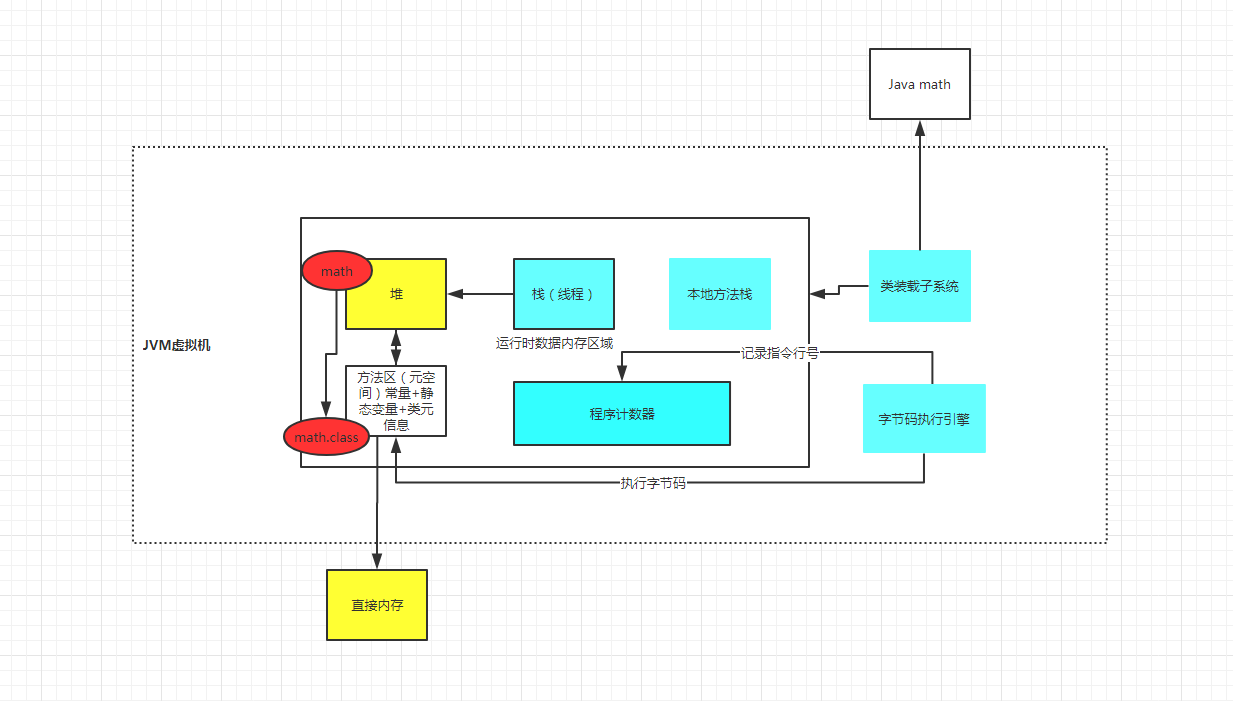 Java math
math
堆
栈（线程）
本地方法栈
类装载子系统
JVM虚拟机
运行时数据内存区域
记录指令行号
方法区（元空
间）常量+静
态变量+类元
信息
程序计数器
字节码执行引擎
math.class
执行字节码
直接内存